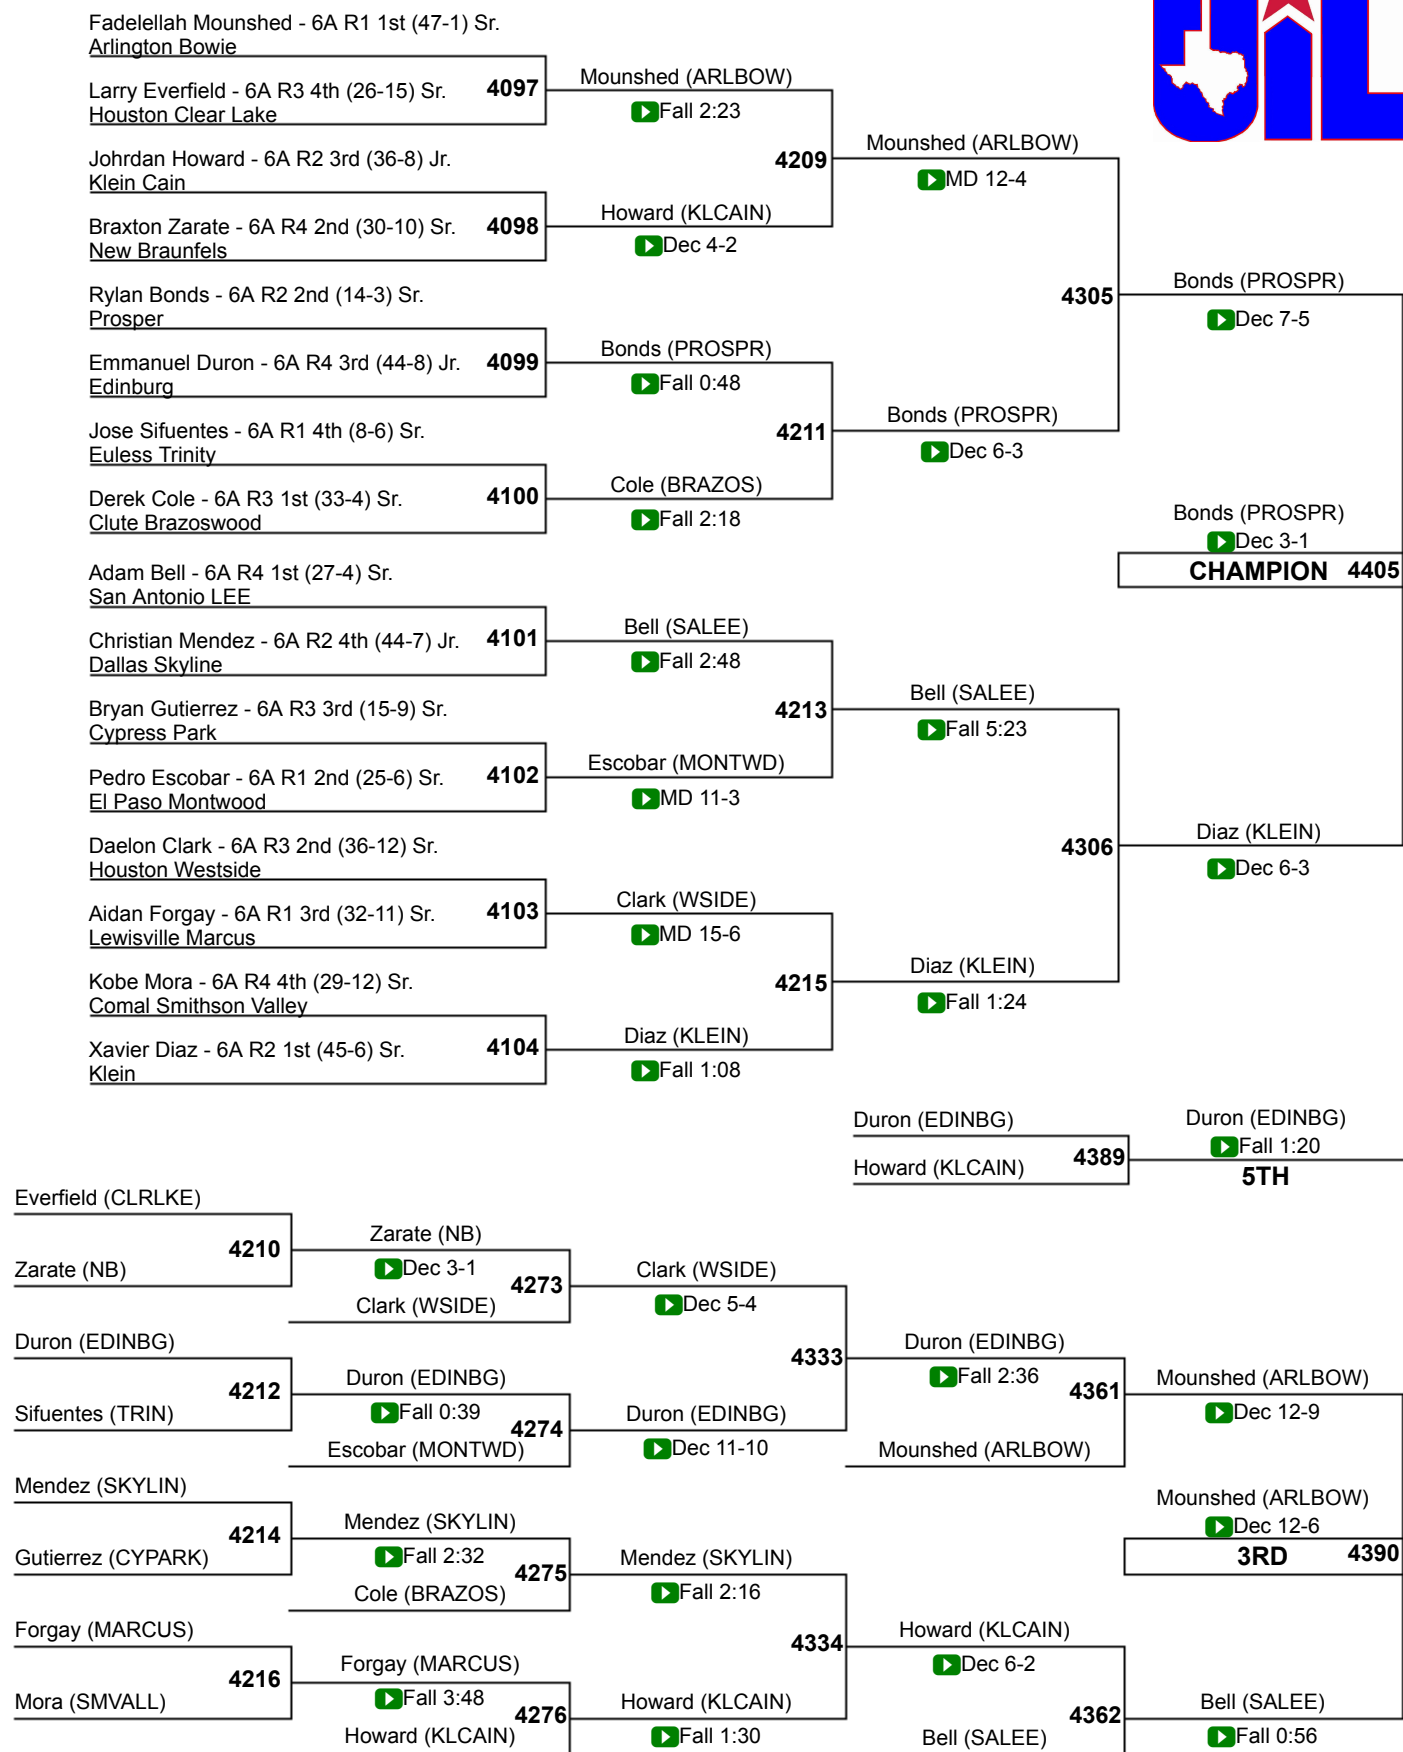 Fadelellah Mounshed - 6A R1 1st (47-1) Sr.
Arlington Bowie
Larry Everfield - 6A R3 4th (26-15) Sr.
Houston Clear Lake
4097
Mounshed (ARLBOW)
Fall 2:23
Johrdan Howard - 6A R2 3rd (36-8) Jr.
Klein Cain
Braxton Zarate - 6A R4 2nd (30-10) Sr.
New Braunfels
4098
Howard (KLCAIN)
Dec 4-2
4209
Mounshed (ARLBOW)
MD 12-4
Rylan Bonds - 6A R2 2nd (14-3) Sr.
Prosper
Emmanuel Duron - 6A R4 3rd (44-8) Jr.
Edinburg
4099
Bonds (PROSPR)
Fall 0:48
Jose Sifuentes - 6A R1 4th (8-6) Sr.
Euless Trinity
Derek Cole - 6A R3 1st (33-4) Sr.
Clute Brazoswood
4100
Cole (BRAZOS)
Fall 2:18
4211
Bonds (PROSPR)
Dec 6-3
4305
Bonds (PROSPR)
Dec 7-5
Bonds (PROSPR)
Dec 3-1
CHAMPION 4405
Adam Bell - 6A R4 1st (27-4) Sr.
San Antonio LEE
Christian Mendez - 6A R2 4th (44-7) Jr.
Dallas Skyline
4101
Bell (SALEE)
Fall 2:48
Bryan Gutierrez - 6A R3 3rd (15-9) Sr.
Cypress Park
Pedro Escobar - 6A R1 2nd (25-6) Sr.
El Paso Montwood
4102
Escobar (MONTWD)
MD 11-3
4213
Bell (SALEE)
Fall 5:23
Daelon Clark - 6A R3 2nd (36-12) Sr.
Houston Westside
Aidan Forgay - 6A R1 3rd (32-11) Sr.
Lewisville Marcus
4103
Clark (WSIDE)
MD 15-6
Kobe Mora - 6A R4 4th (29-12) Sr.
Comal Smithson Valley
Xavier Diaz - 6A R2 1st (45-6) Sr.
Klein
4104
Diaz (KLEIN)
Fall 1:08
4215
Diaz (KLEIN)
Fall 1:24
4306
Diaz (KLEIN)
Dec 6-3
Duron (EDINBG)
Howard (KLCAIN)
4389
Duron (EDINBG)
Fall 1:20
5TH
Everfield (CLRLKE)
Zarate (NB)
4210
Zarate (NB)
Dec 3-1
Clark (WSIDE)
4273
Clark (WSIDE)
Dec 5-4
Duron (EDINBG)
Sifuentes (TRIN)
4212
Duron (EDINBG)
Fall 0:39
Escobar (MONTWD)
4274
Duron (EDINBG)
Dec 11-10
4333
Duron (EDINBG)
Fall 2:36
Mounshed (ARLBOW)
4361
Mounshed (ARLBOW)
Dec 12-9
Mendez (SKYLIN)
Gutierrez (CYPARK)
4214
Mendez (SKYLIN)
Fall 2:32
Cole (BRAZOS)
4275
Mendez (SKYLIN)
Fall 2:16
Mounshed (ARLBOW)
Dec 12-6
3RD 4390
Forgay (MARCUS)
Mora (SMVALL)
4216
Forgay (MARCUS)
Fall 3:48
Howard (KLCAIN)
4276
Howard (KLCAIN)
Fall 1:30
4334
Howard (KLCAIN)
Dec 6-2
Bell (SALEE)
4362
Bell (SALEE)
Fall 0:56
UIL